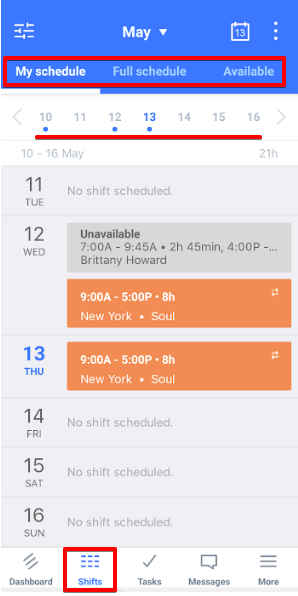 May ▼ 13
My schedule Full schedule Available
10 11 12 13 14 15 16
10 - 16 May 21h
11 No shift scheduled.
TUE
12 Unavailable
WED 7:00A - 9:45A • 2h 45min, 4:00P -...
Brittany Howard
9:00A - 5:00P • 8h
New York • Soul
13 9:00A - 5:00P • 8h
THU New York • Soul
14 No shift scheduled.
FRI
15 No shift scheduled.
SAT
16 No shift scheduled.
SUN
Dashboard Shifts Tasks Messages More